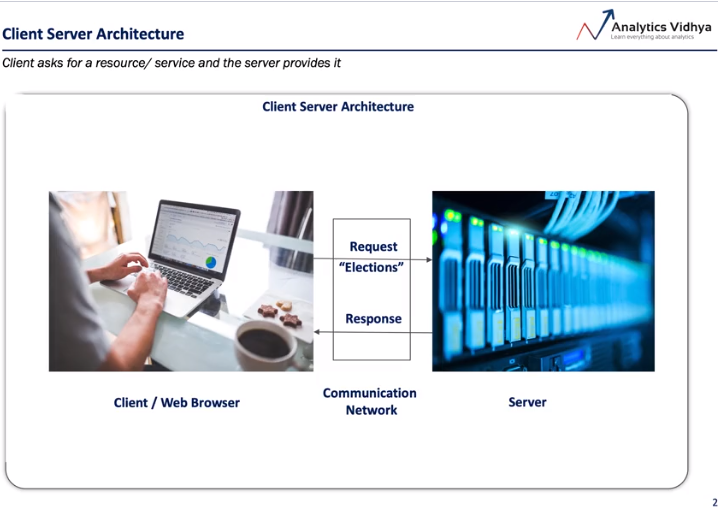 Client Server Architecture
Analytics Vidhya
Learn everything about analytics
Client asks for a resource/ service and the server provides it
Client Server Architecture
Request
“Elections”
Response
Client / Web Browser
Communication
Network
Server
2